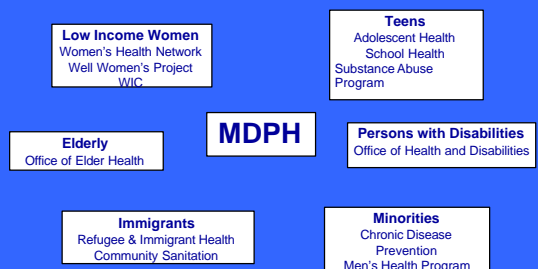 Low Income Women
Women's Health Network
Well Women's Project
WIC
Teens
Adolescent Health
School Health
Substance Abuse
Program
MDPH
Elderly
Office of Elder Health
Persons with Disabilities
Office of Health and Disabilities
Immigrants
Refugee & Immigrant Health
Community Sanitation
Minorities
Chronic Disease
Prevention
Men's Health Program